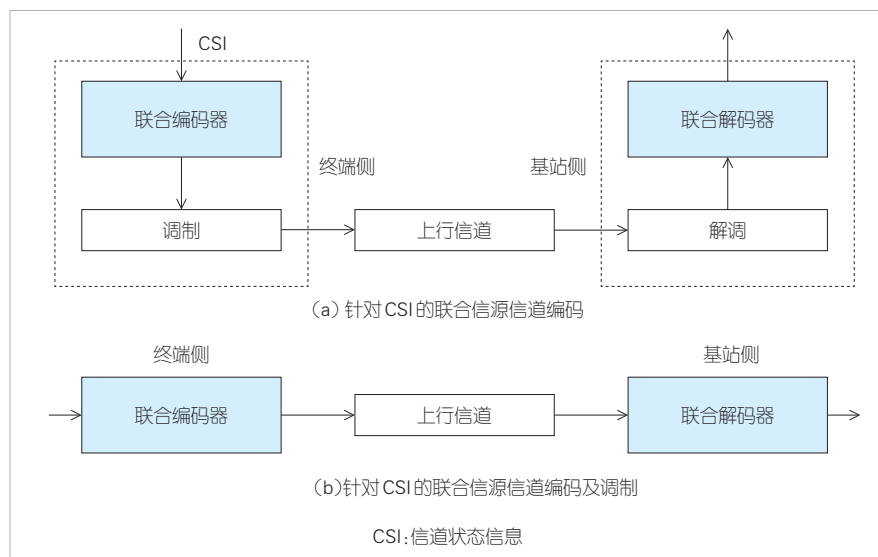 CSI
联合编码器
联合解码器
终端侧
基站侧
调制
上行信道
解调
（a）针对CSI的联合信源信道编码
终端侧
基站侧
联合编码器
上行信道
联合解码器
（b）针对CSI的联合信源信道编码及调制
CSI：信道状态信息